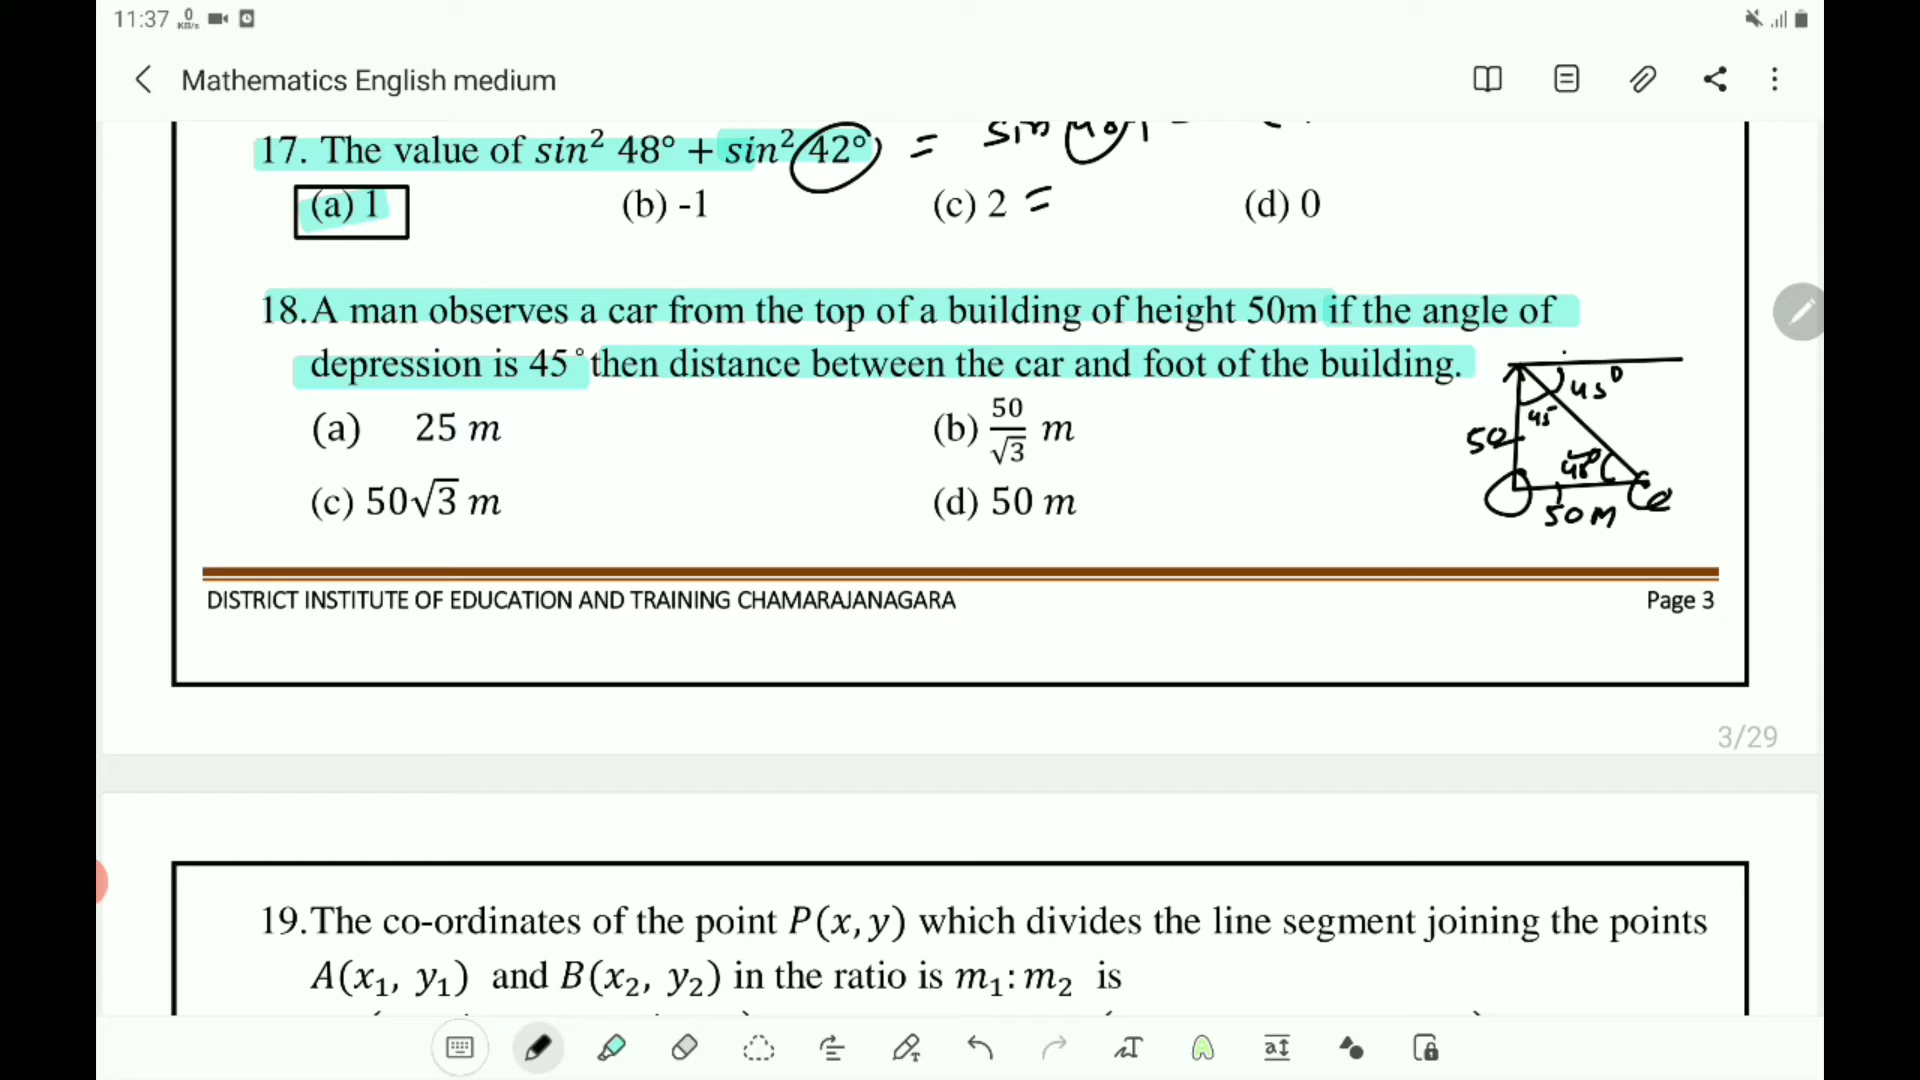 11:37 0 KB/s
Mathematics English medium
17. The value of sin² 48° + sin² 42° =
(a) 1 (b) -1 (c) 2 = (d) 0
18.A man observes a car from the top of a building of height 50m if the angle of
depression is 45° then distance between the car and foot of the building.
45°
45
50
50M
(a) 25 m (b) 50/√3 m
(c) 50√3 m (d) 50 m
DISTRICT INSTITUTE OF EDUCATION AND TRAINING CHAMARAJANAGARA Page 3
3/29
19.The co-ordinates of the point P(x, y) which divides the line segment joining the points
A(x₁, y₁) and B(x₂, y₂) in the ratio is m₁:m₂ is